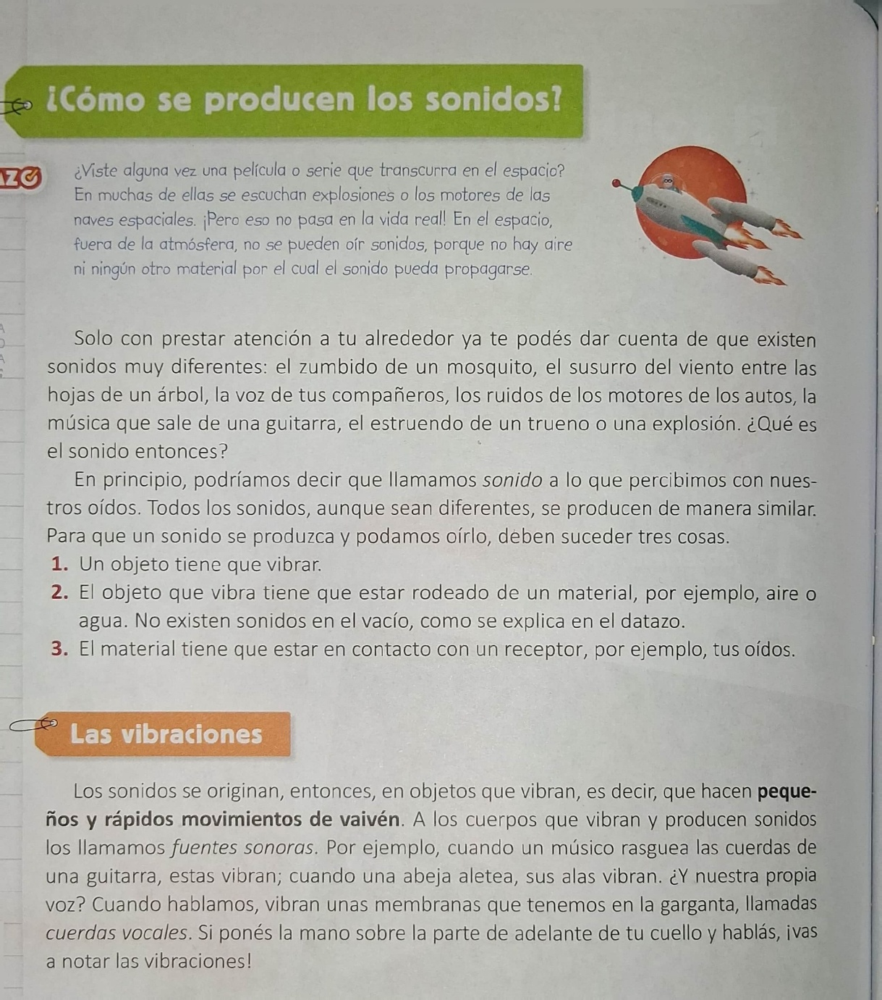 ¿Cómo se producen los sonidos?
¿Viste alguna vez una película o serie que transcurra en el espacio?
En muchas de ellas se escuchan explosiones o los motores de las
naves espaciales. ¡Pero eso no pasa en la vida real! En el espacio,
fuera de la atmósfera, no se pueden oír sonidos, porque no hay aire
ni ningún otro material por el cual el sonido pueda propagarse.
Solo con prestar atención a tu alrededor ya te podés dar cuenta de que existen
sonidos muy diferentes: el zumbido de un mosquito, el susurro del viento entre las
hojas de un árbol, la voz de tus compañeros, los ruidos de los motores de los autos, la
música que sale de una guitarra, el estruendo de un trueno o una explosión. ¿Qué es
el sonido entonces?
En principio, podríamos decir que llamamos sonido a lo que percibimos con nues-
tros oídos. Todos los sonidos, aunque sean diferentes, se producen de manera similar.
Para que un sonido se produzca y podamos oírlo, deben suceder tres cosas.
1. Un objeto tiene que vibrar.
2. El objeto que vibra tiene que estar rodeado de un material, por ejemplo, aire o
agua. No existen sonidos en el vacío, como se explica en el datazo.
3. El material tiene que estar en contacto con un receptor, por ejemplo, tus oídos.
Las vibraciones
Los sonidos se originan, entonces, en objetos que vibran, es decir, que hacen peque-
ños y rápidos movimientos de vaivén. A los cuerpos que vibran y producen sonidos
los llamamos fuentes sonoras. Por ejemplo, cuando un músico rasguea las cuerdas de
una guitarra, estas vibran; cuando una abeja aletea, sus alas vibran. ¿Y nuestra propia
voz? Cuando hablamos, vibran unas membranas que tenemos en la garganta, llamadas
cuerdas vocales. Si ponés la mano sobre la parte de adelante de tu cuello y hablás, ¡vas
a notar las vibraciones!